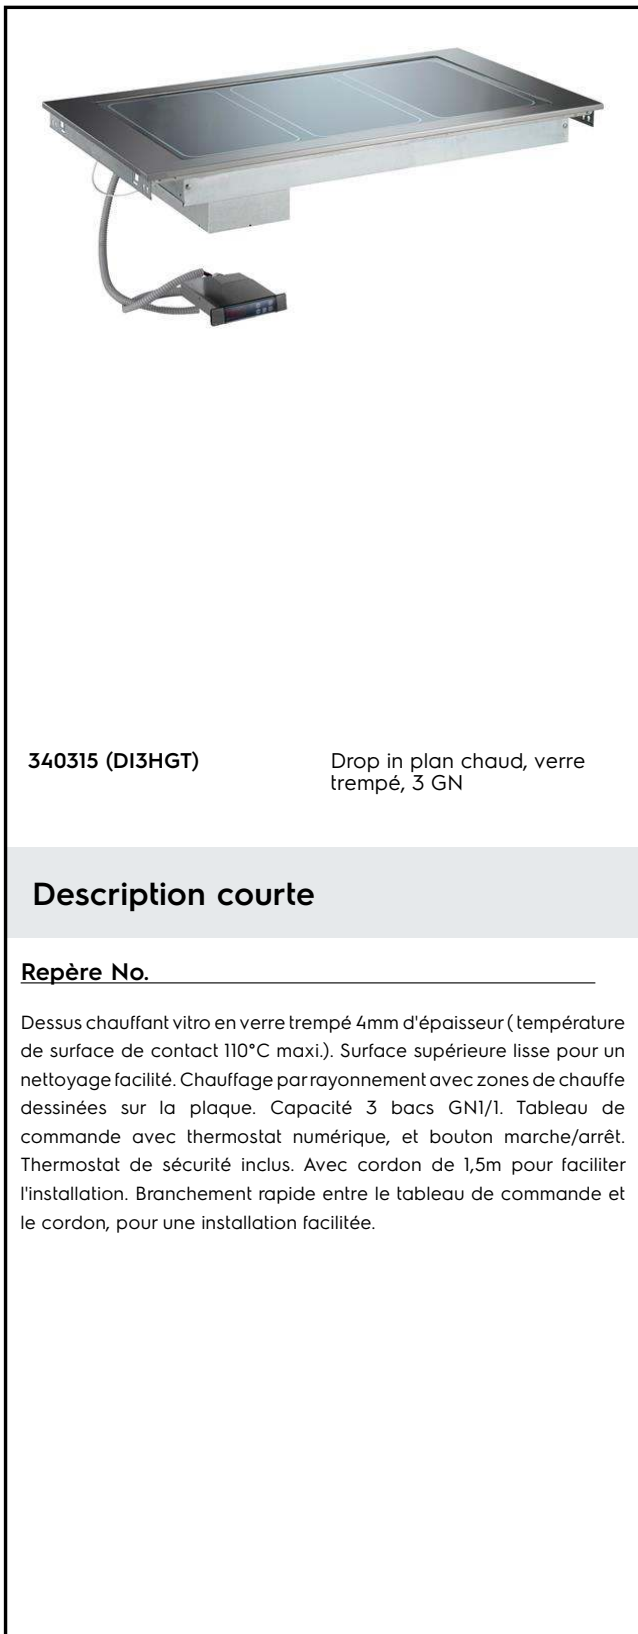 340315 (DI3HGT)
Drop in plan chaud, verre
trempé, 3 GN
Description courte
Repère No.
Dessus chauffant vitro en verre trempé 4mm d'épaisseur ( température
de surface de contact 110°C maxi.). Surface supérieure lisse pour un
nettoyage facilité. Chauffage par rayonnement avec zones de chauffe
dessinées sur la plaque. Capacité 3 bacs GN1/1. Tableau de
commande avec thermostat numérique, et bouton marche/arrêt.
Thermostat de sécurité inclus. Avec cordon de 1,5m pour faciliter
l'installation. Branchement rapide entre le tableau de commande et
le cordon, pour une installation facilitée.